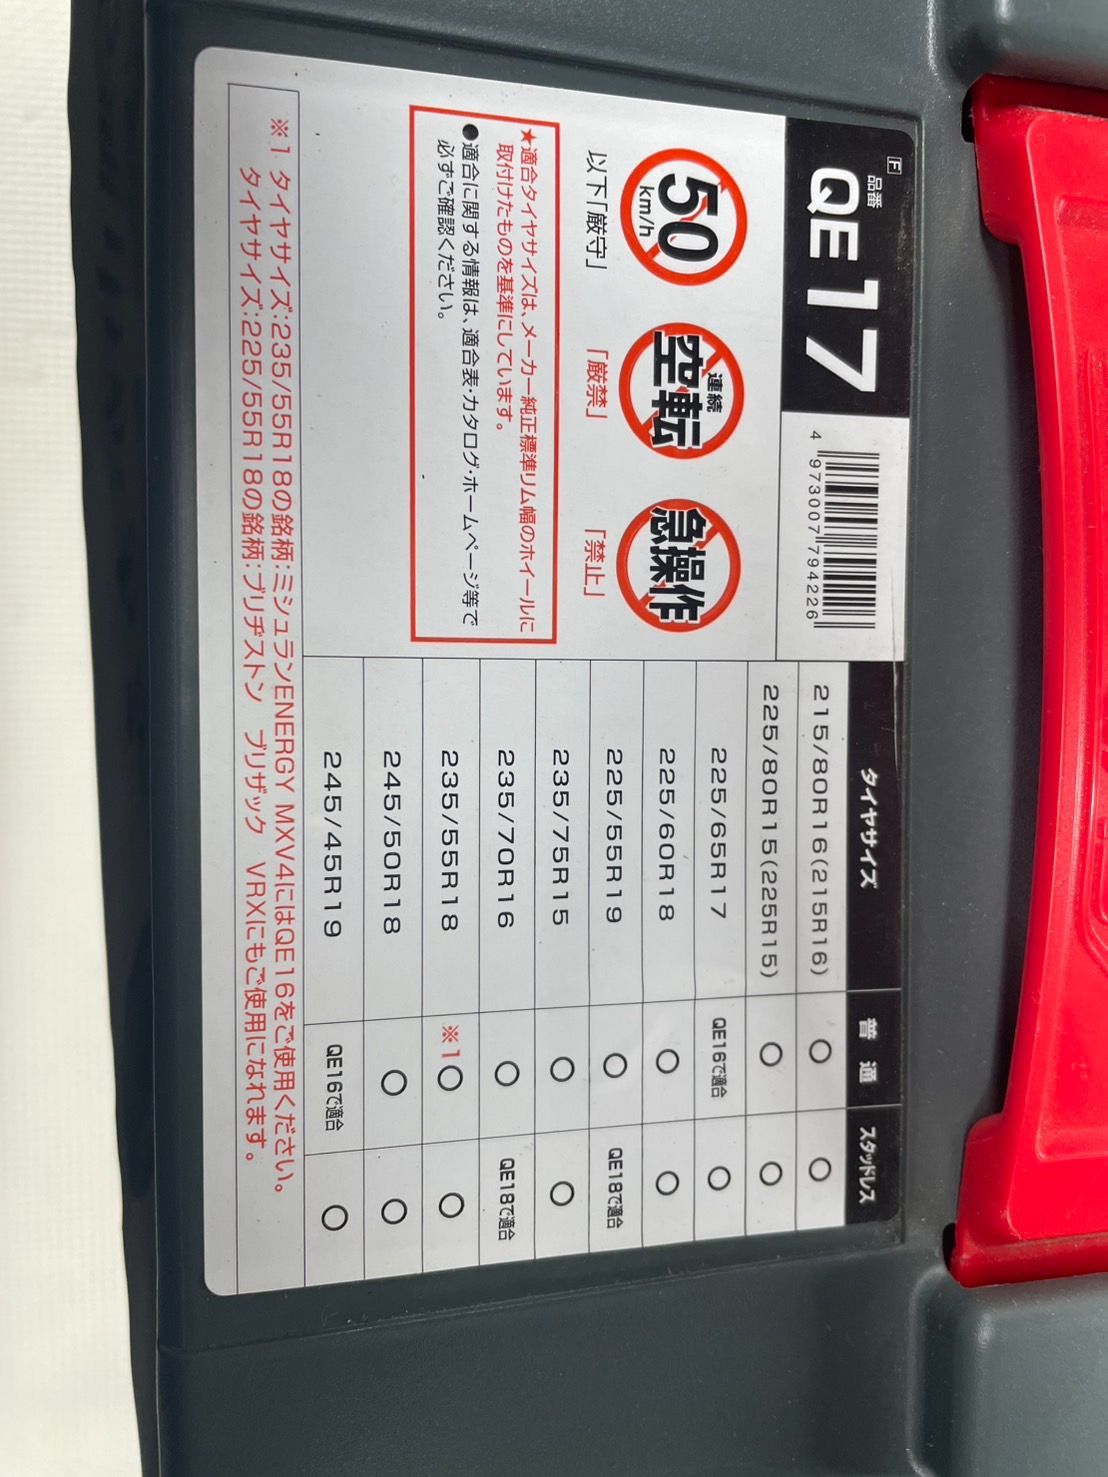 F
品番
QE17
4 973007 794226
50
km/h
以下「厳守」
連続
空転
「厳禁」
急操作
「禁止」
★適合タイヤサイズは、メーカー純正標準リム幅のホイールに
取付けたものを基準にしています。
●適合に関する情報は、適合表・カタログ・ホームページ等で
必ずご確認ください。
タイヤサイズ 普通 スタッドレス
215/80R16(215R16) ○ ○
225/80R15(225R15) ○ ○
225/65R17 QE16で適合 ○
225/60R18 ○ ○
225/55R19 ○ QE18で適合
235/75R15 ○ ○
235/70R16 ○ QE18で適合
235/55R18 ※1○ ○
245/50R18 ○ ○
245/45R19 QE16で適合 ○
※1 タイヤサイズ:235/55R18の銘柄:ミシュランENERGY MXV4にはQE16をご使用ください。
タイヤサイズ:225/55R18の銘柄:ブリヂストン ブリザック VRXにもご使用になれます。